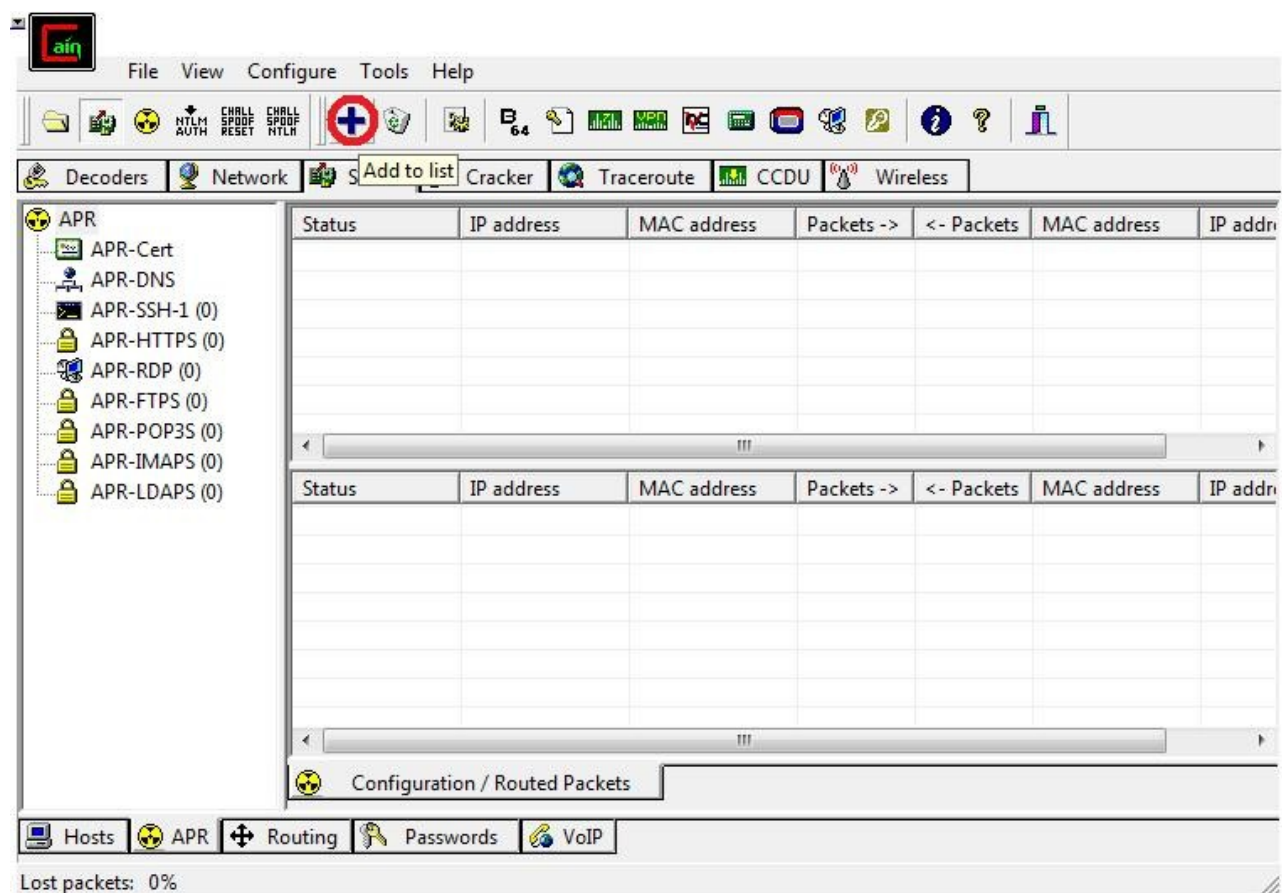 Cain
File View Configure Tools Help
NTLM AUTH
CHALL SPOOF RESET
CHALL SPOOF NTLM
B64
Add to list
Decoders
Network
S
Cracker
Traceroute
CCDU
Wireless
APR
APR-Cert
APR-DNS
APR-SSH-1 (0)
APR-HTTPS (0)
APR-RDP (0)
APR-FTPS (0)
APR-POP3S (0)
APR-IMAPS (0)
APR-LDAPS (0)
Status IP address MAC address Packets -> <- Packets MAC address IP addr
Status IP address MAC address Packets -> <- Packets MAC address IP addr
Configuration / Routed Packets
Hosts APR Routing Passwords VoIP
Lost packets: 0%